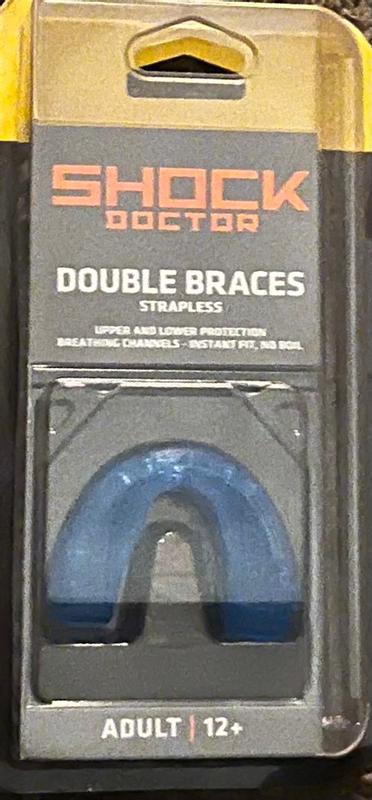 SHOCK
DOCTOR
DOUBLE BRACES
STRAPLESS
UPPER AND LOWER PROTECTION
BREATHING CHANNELS - INSTANT FIT, NO BOIL
ADULT | 12+